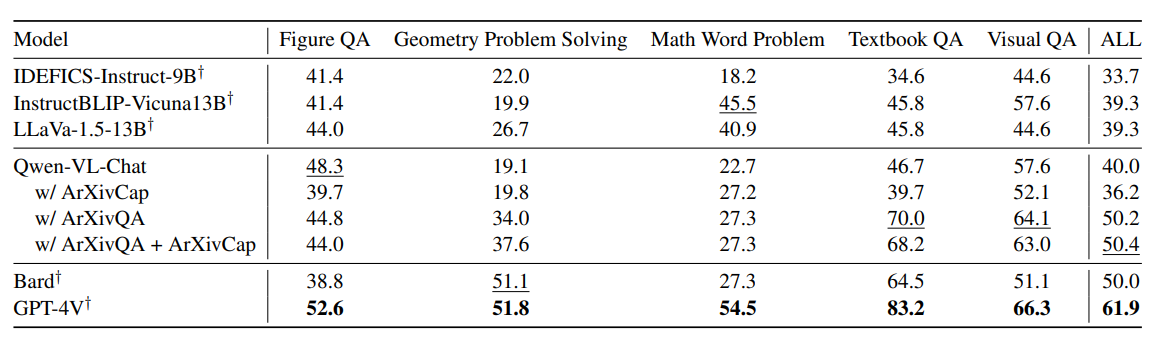 Model Figure QA Geometry Problem Solving Math Word Problem Textbook QA Visual QA ALL
IDEFICS-Instruct-9B† 41.4 22.0 18.2 34.6 44.6 33.7
InstructBLIP-Vicuna13B† 41.4 19.9 45.5 45.8 57.6 39.3
LLaVa-1.5-13B† 44.0 26.7 40.9 45.8 44.6 39.3
Qwen-VL-Chat 48.3 19.1 22.7 46.7 57.6 40.0
w/ ArXivCap 39.7 19.8 27.2 39.7 52.1 36.2
w/ ArXivQA 44.8 34.0 27.3 70.0 64.1 50.2
w/ ArXivQA + ArXivCap 44.0 37.6 27.3 68.2 63.0 50.4
Bard† 38.8 51.1 27.3 64.5 51.1 50.0
GPT-4V† 52.6 51.8 54.5 83.2 66.3 61.9